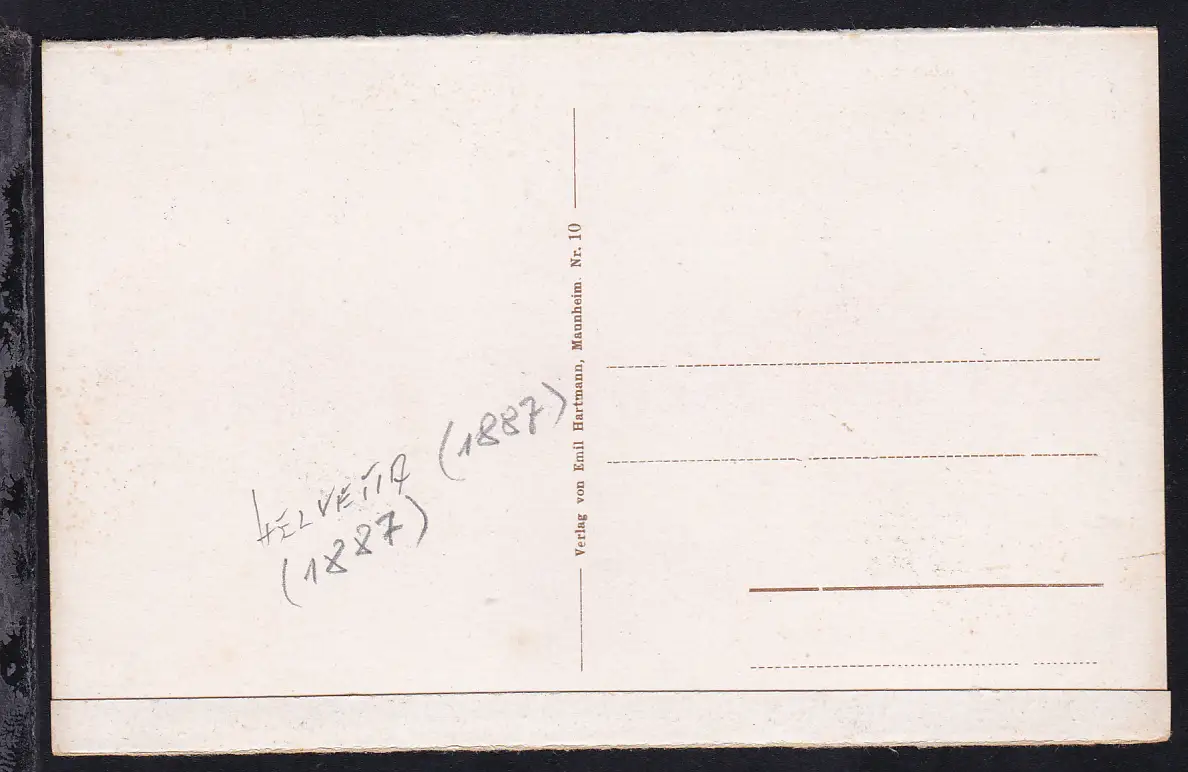 HELVETIA (1887)
(1887)
Verlag von Emil Hartmann, Mannheim. Nr. 10